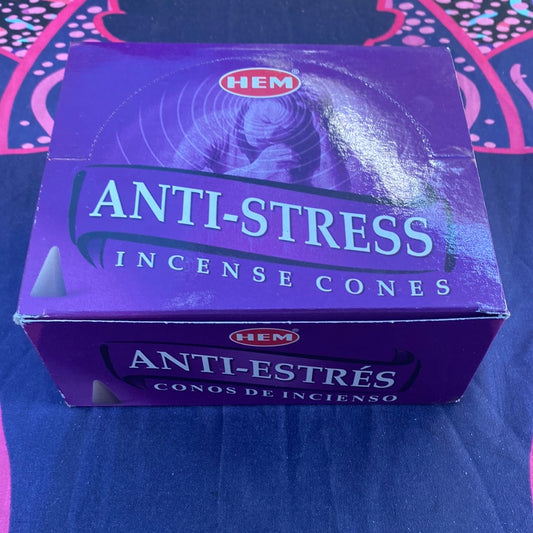 HEM®
ANTI-STRESS
INCENSE CONES
HEM
ANTI-ESTRÉS
CONOS DE INCIENSO